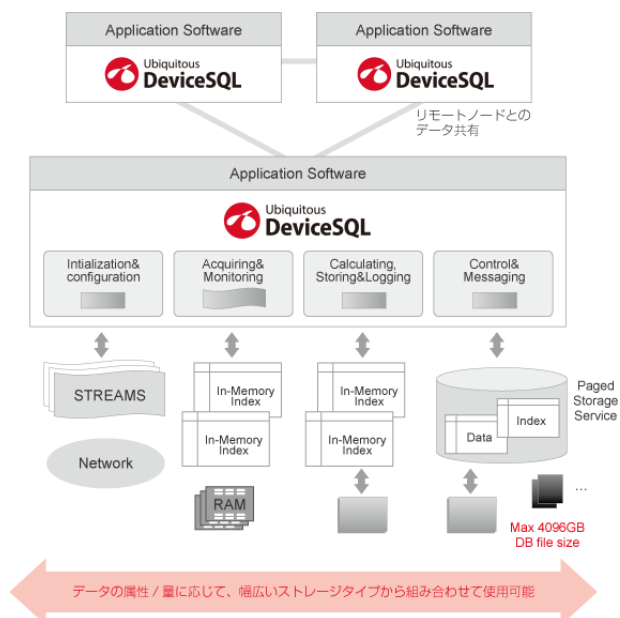 Application Software
Ubiquitous
DeviceSQL
Application Software
Ubiquitous
DeviceSQL
リモートノードとの
データ共有
Application Software
Ubiquitous
DeviceSQL
Intialization&
configuration
Acquiring&
Monitoring
Calculating,
Storing&Logging
Control&
Messaging
STREAMS
Network
In-Memory
Index
In-Memory
Index
RAM
In-Memory
Index
In-Memory
Index
Data
Index
Paged
Storage
Service
...
Max 4096GB
DB file size
データの属性 / 量に応じて、幅広いストレージタイプから組み合わせて使用可能